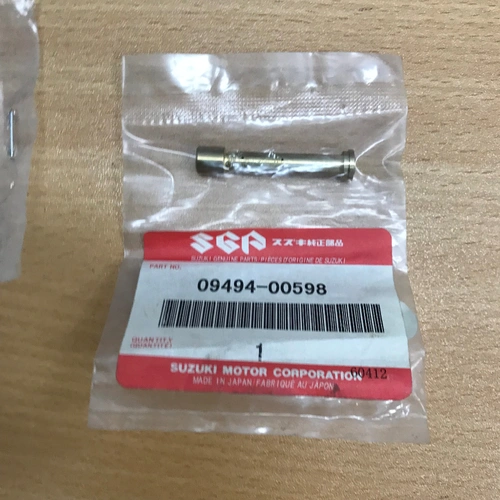 SGP スズキ純正部品
SUZUKI GENUINE PARTS/PIÈCES D'ORIGINE DE SUZUKI
PART NO.
09494-00598
QUANTITY
(QUANTITÉ)
1
SUZUKI MOTOR CORPORATION
60412
MADE IN JAPAN/FABRIQUÉ AU JAPON